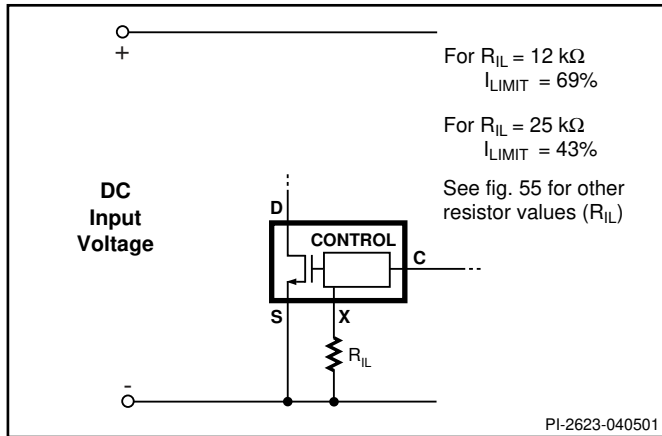 +
For R_IL = 12 kΩ
I_LIMIT = 69%
For R_IL = 25 kΩ
I_LIMIT = 43%
See fig. 55 for other
resistor values (R_IL)
DC
Input
Voltage
D
CONTROL
C
S
X
R_IL
-
PI-2623-040501